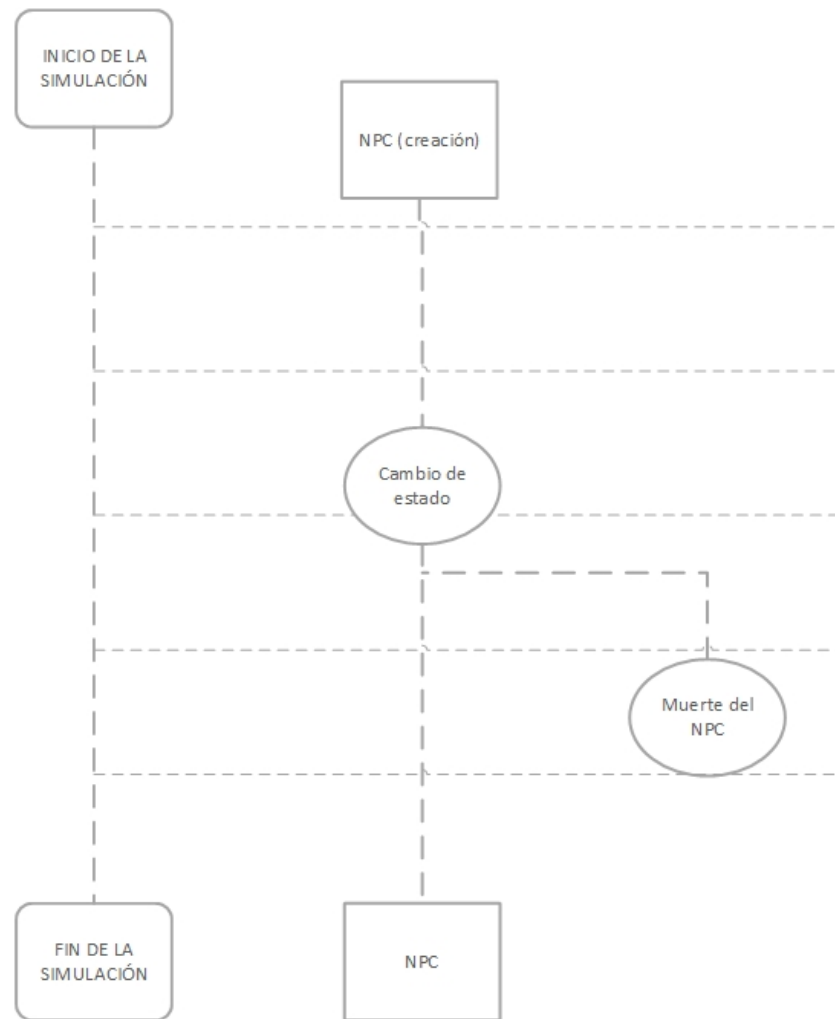 INICIO DE LA
SIMULACIÓN
NPC (creación)
Cambio de
estado
Muerte del
NPC
FIN DE LA
SIMULACIÓN
NPC